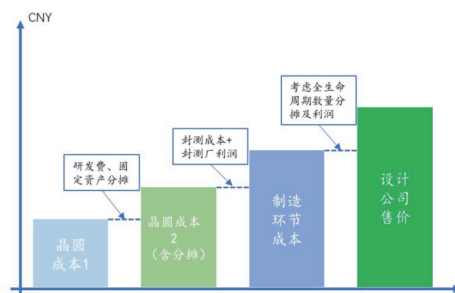 CNY
考虑全生命
周期数量分
摊及利润
封测成本+
封测厂利润
研发费、固
定资产分摊
晶圆
成本1
晶圆成本
2
（含分摊）
制造
环节
成本
设计
公司
售价